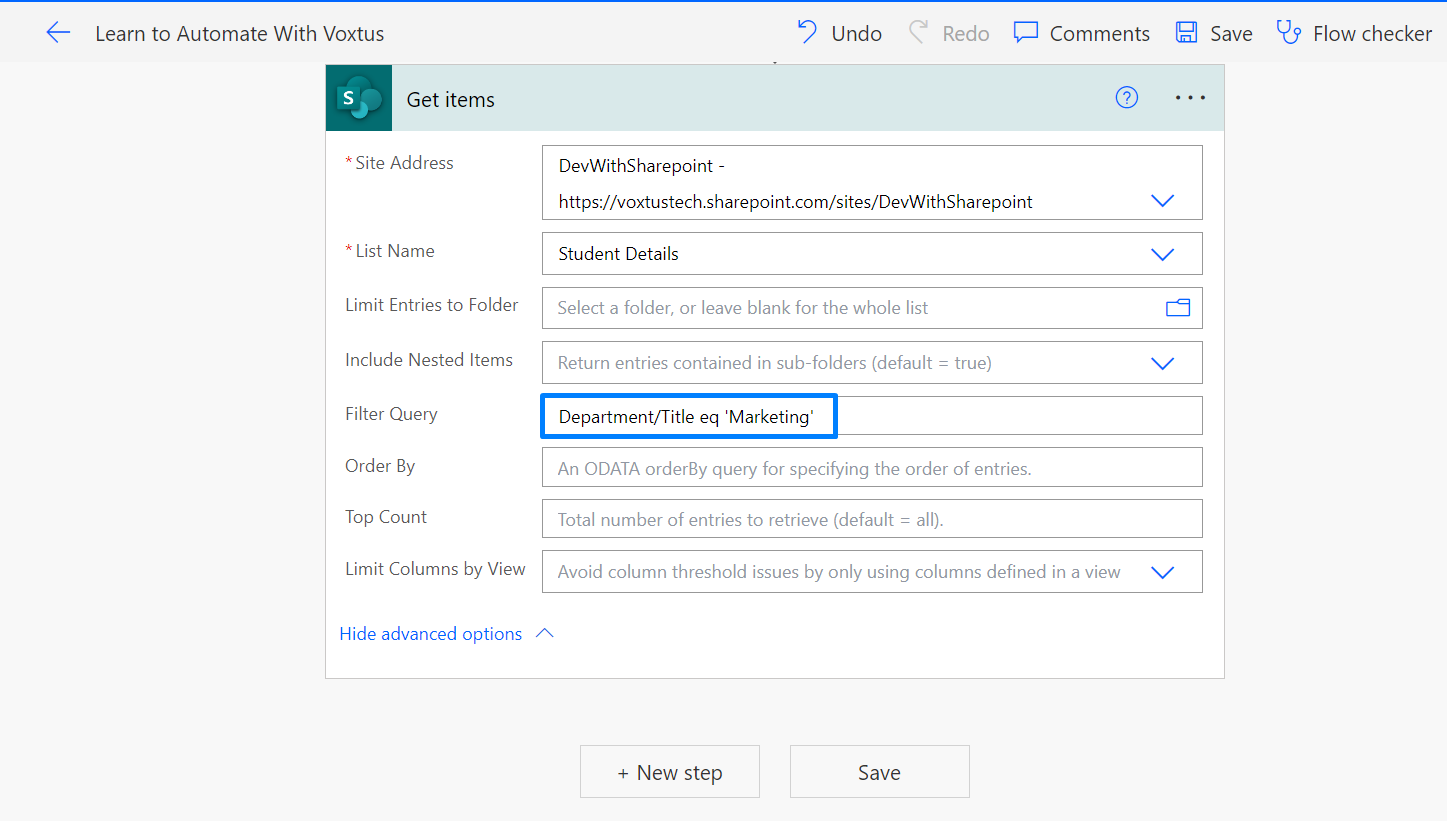 Learn to Automate With Voxtus
Undo
Redo
Comments
Save
Flow checker
S
Get items
?
* Site Address
DevWithSharepoint -
https://voxtustech.sharepoint.com/sites/DevWithSharepoint
* List Name
Student Details
Limit Entries to Folder
Select a folder, or leave blank for the whole list
Include Nested Items
Return entries contained in sub-folders (default = true)
Filter Query
Department/Title eq 'Marketing'
Order By
An ODATA orderBy query for specifying the order of entries.
Top Count
Total number of entries to retrieve (default = all).
Limit Columns by View
Avoid column threshold issues by only using columns defined in a view
Hide advanced options
+ New step
Save